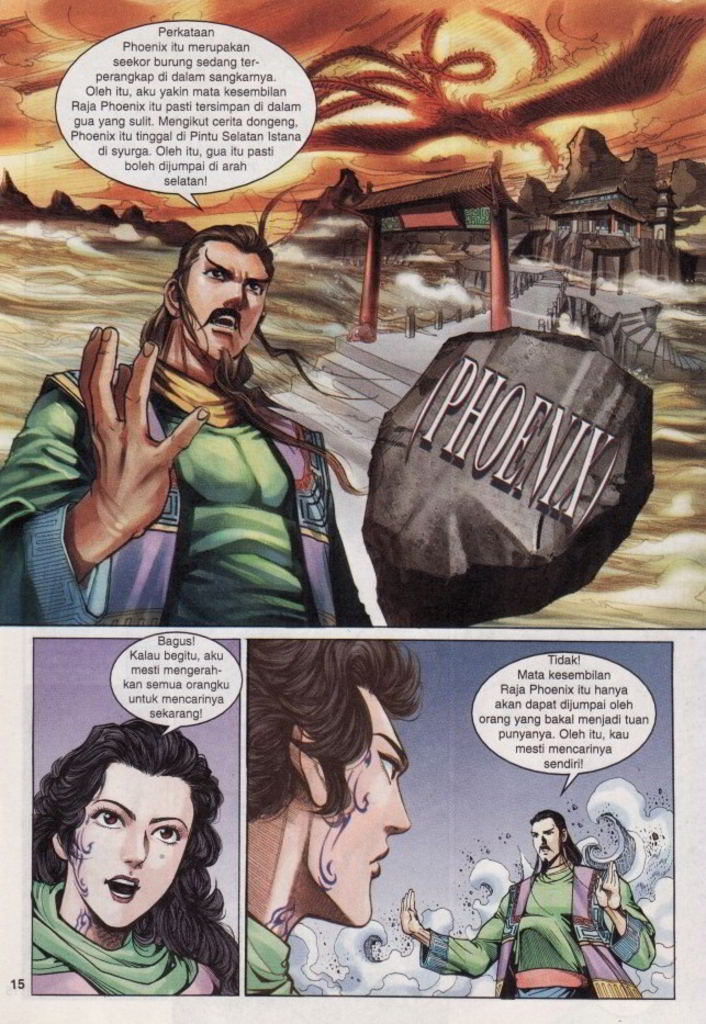 Perkataan
Phoenix itu merupakan
seekor burung sedang ter-
perangkap di dalam sangkarnya.
Oleh itu, aku yakin mata kesembilan
Raja Phoenix itu pasti tersimpan di dalam
gua yang sulit. Mengikut cerita dongeng,
Phoenix itu tinggal di Pintu Selatan Istana
di syurga. Oleh itu, gua itu pasti
boleh dijumpai di arah
selatan!
(PHOENIX)
Bagus!
Kalau begitu, aku
mesti mengerah-
kan semua orangku
untuk mencarinya
sekarang!
Tidak!
Mata kesembilan
Raja Phoenix itu hanya
akan dapat dijumpai oleh
orang yang bakal menjadi tuan
punyanya. Oleh itu, kau
mesti mencarinya
sendiri!
15